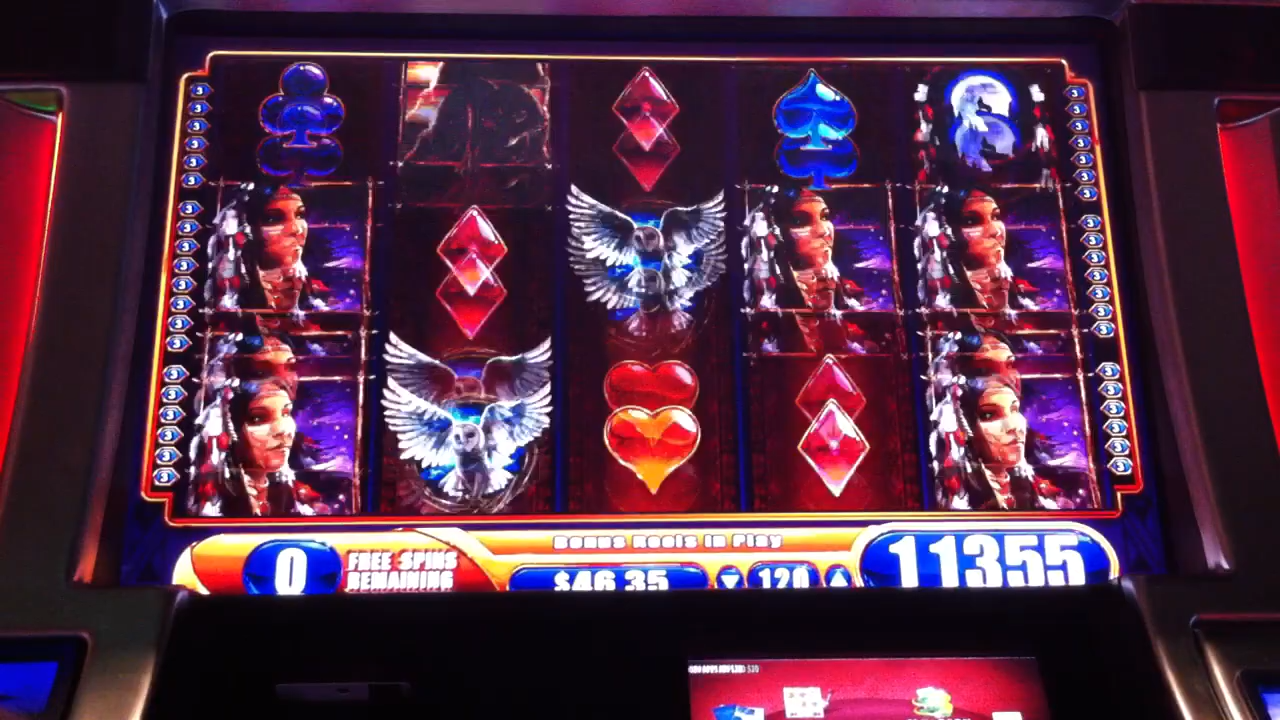 Bonus Reels in Play
0
FREE SPINS
REMAINING
$46.35
120
11355